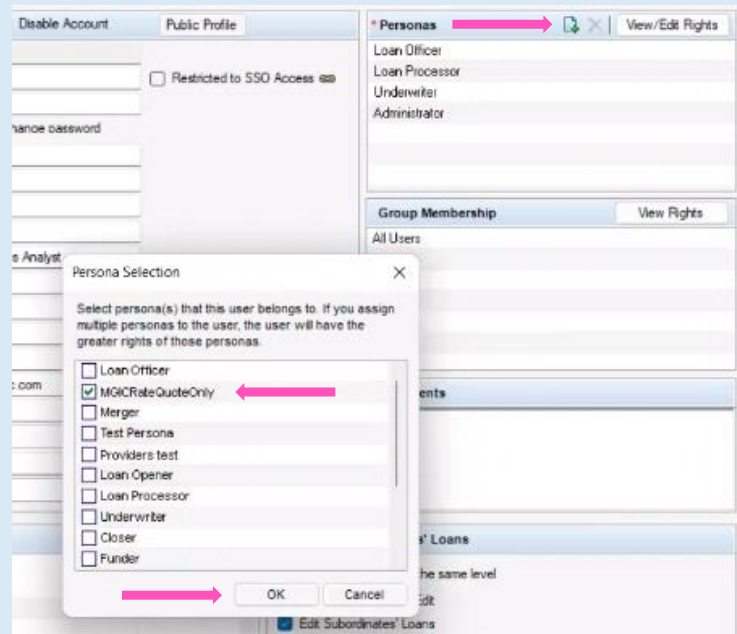 Disable Account
Public Profile
* Personas
View/Edit Rights
Loan Officer
Loan Processor
Underwriter
Administrator
Restricted to SSO Access
password
Group Membership
View Rights
All Users
Analyst
Persona Selection
Select persona(s) that this user belongs to. If you assign
multiple personas to the user, the user will have the
greater rights of those personas.
Loan Officer
MGICRateQuoteOnly
Merger
Test Persona
Providers test
Loan Opener
Loan Processor
Underwriter
Closer
Funder
OK
Cancel
.com
ents
s' Loans
he same level
Edit
Edit Subordinates' Loans